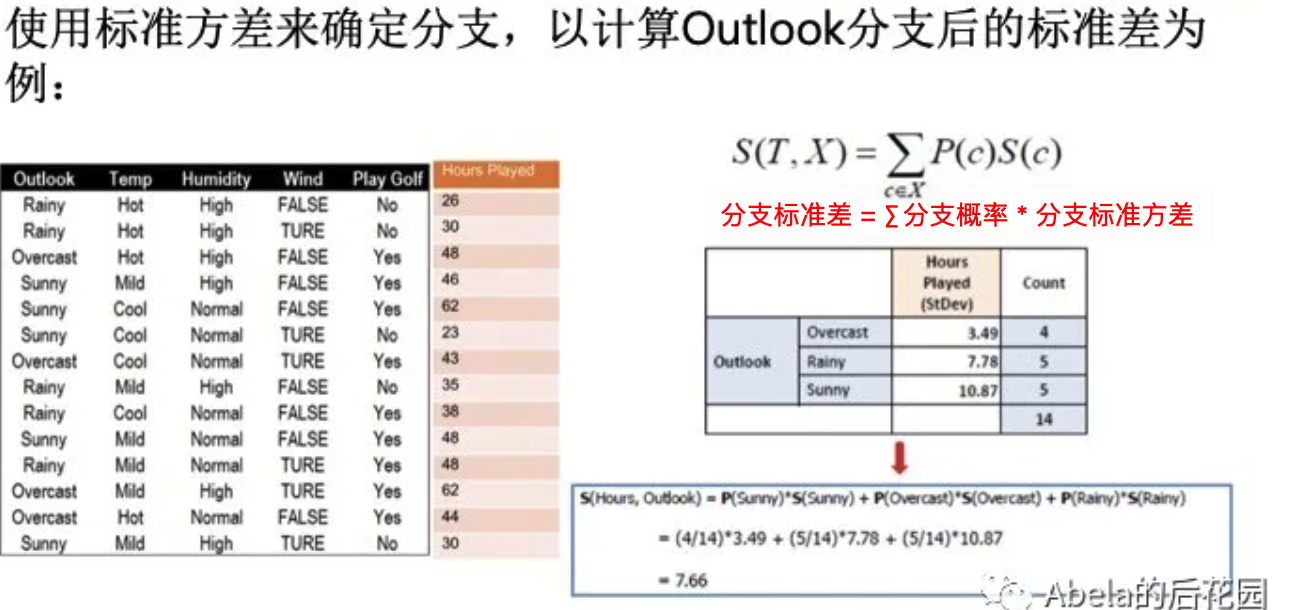 使用标准方差来确定分支，以计算Outlook分支后的标准差为
例：
Outlook Temp Humidity Wind Play Golf Hours Played
Rainy Hot High FALSE No 26
Rainy Hot High TURE No 30
Overcast Hot High FALSE Yes 48
Sunny Mild High FALSE Yes 46
Sunny Cool Normal FALSE Yes 62
Sunny Cool Normal TURE No 23
Overcast Cool Normal TURE Yes 43
Rainy Mild High FALSE No 35
Rainy Cool Normal FALSE Yes 38
Sunny Mild Normal FALSE Yes 48
Rainy Mild Normal TURE Yes 48
Overcast Mild High TURE Yes 62
Overcast Hot Normal FALSE Yes 44
Sunny Mild High TURE No 30
S(T, X) = ∑ P(c)S(c)
c∈X
分支标准差 = ∑ 分支概率 * 分支标准方差
Hours
Played
(StDev)
Count
Overcast 3.49 4
Outlook Rainy 7.78 5
Sunny 10.87 5
14
S(Hours, Outlook) = P(Sunny)*S(Sunny) + P(Overcast)*S(Overcast) + P(Rainy)*S(Rainy)
= (4/14)*3.49 + (5/14)*7.78 + (5/14)*10.87
= 7.66
Abela的后花园